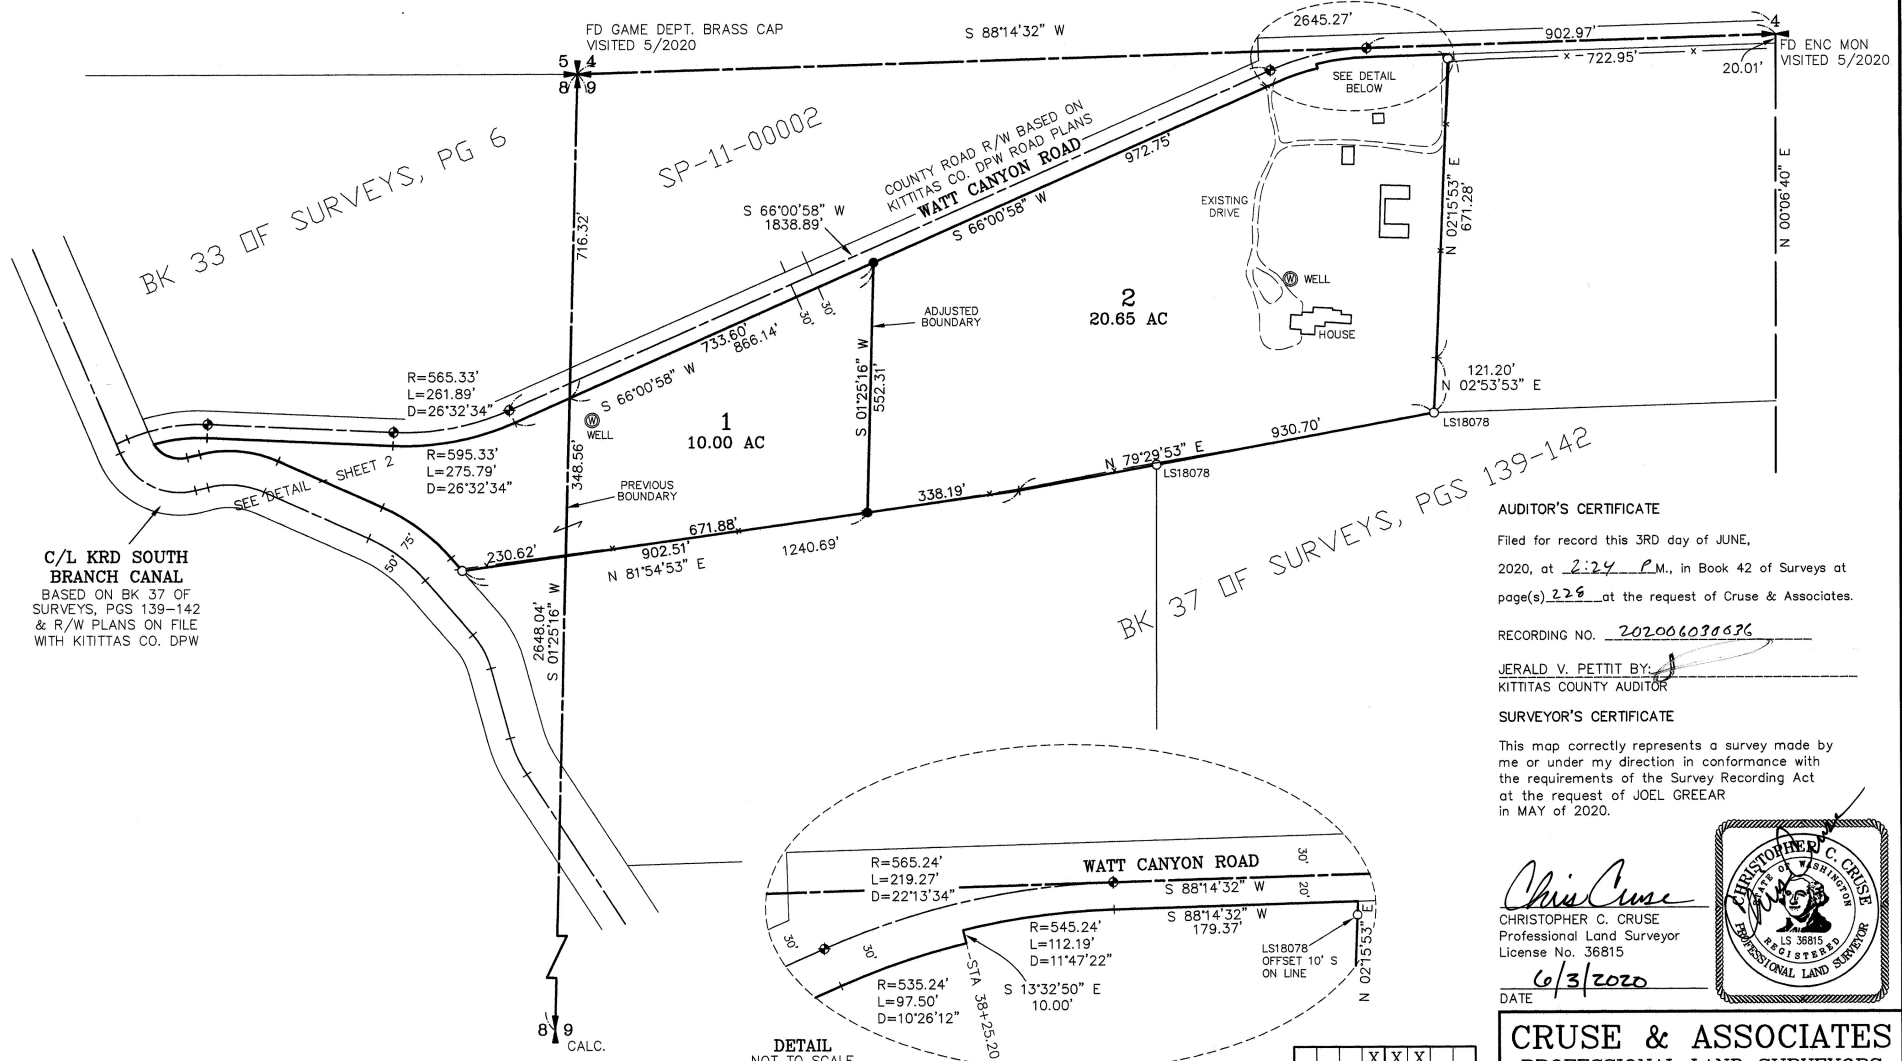 FD GAME DEPT. BRASS CAP
VISITED 5/2020
S 88°14'32" W
2645.27'
902.97'
4
FD ENC MON
VISITED 5/2020
20.01'
x -722.95' x
5 4
8 9
SEE DETAIL
BELOW
BK 33 OF SURVEYS, PG 6
SP-11-00002
COUNTY ROAD R/W BASED ON
KITTITAS CO. DPW ROAD PLANS
WATT CANYON ROAD
972.75'
S 66°00'58" W
S 66°00'58" W
1838.89'
716.32'
EXISTING
DRIVE
N 02°15'53" E
671.28'
N 00°06'40" E
WELL
W
HOUSE
2
20.65 AC
ADJUSTED
BOUNDARY
30'
30'
733.60'
866.14'
S 66°00'58" W
S 01°25'16" W
552.31'
R=565.33'
L=261.89'
D=26°32'34"
W
WELL
1
10.00 AC
121.20'
N 02°53'53" E
LS18078
930.70'
N 79°29'53" E
LS18078
R=595.33'
L=275.79'
D=26°32'34"
SEE DETAIL - SHEET 2
348.56'
PREVIOUS
BOUNDARY
338.19'
671.88'
230.62'
902.51'
1240.69'
N 81°54'53" E
75'
50'
C/L KRD SOUTH
BRANCH CANAL
BASED ON BK 37 OF
SURVEYS, PGS 139-142
& R/W PLANS ON FILE
WITH KITITTAS CO. DPW
2648.04'
S 01°25'16" W
BK 37 OF SURVEYS, PGS 139-142
AUDITOR'S CERTIFICATE
Filed for record this 3RD day of JUNE,
2020, at 2:24 P M., in Book 42 of Surveys at
page(s) 228 at the request of Cruse & Associates.
RECORDING NO. 202006030036
JERALD V. PETTIT BY:
KITTITAS COUNTY AUDITOR
SURVEYOR'S CERTIFICATE
This map correctly represents a survey made by
me or under my direction in conformance with
the requirements of the Survey Recording Act
at the request of JOEL GREEAR
in MAY of 2020.
Chris Cruse
CHRISTOPHER C. CRUSE
Professional Land Surveyor
License No. 36815
6/3/2020
DATE
CHRISTOPHER C. CRUSE
STATE OF WASHINGTON
LS 36815
REGISTERED
PROFESSIONAL LAND SURVEYOR
R=565.24'
L=219.27'
D=22°13'34"
WATT CANYON ROAD
30'
S 88°14'32" W
20'
S 88°14'32" W
179.37'
30'
30'
R=545.24'
L=112.19'
D=11°47'22"
LS18078
OFFSET 10' S
ON LINE
N 02°15'53" E
R=535.24'
L=97.50'
D=10°26'12"
STA 38+25.20
S 13°32'50" E
10.00'
8 9
CALC.
DETAIL
NOT TO SCALE
X X X
CRUSE & ASSOCIATES
PROFESSIONAL LAND SURVEYORS